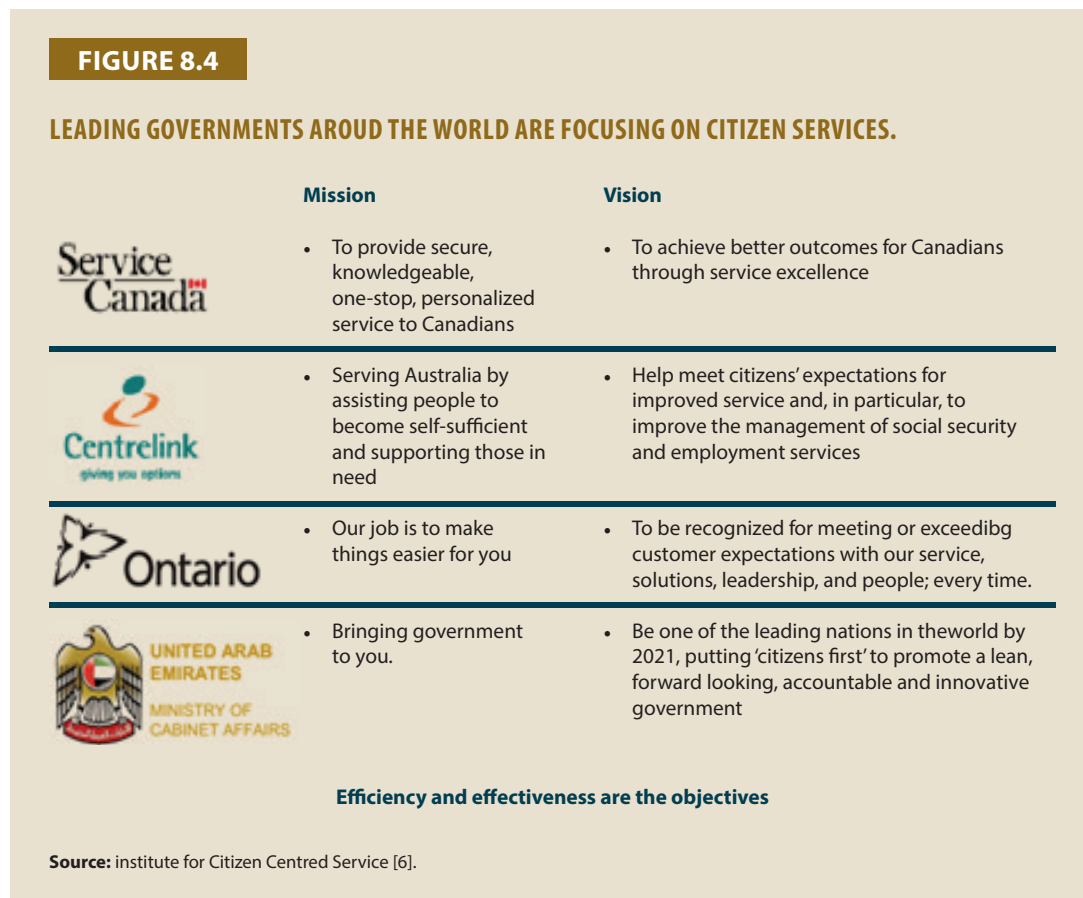 FIGURE 8.4
LEADING GOVERNMENTS AROUD THE WORLD ARE FOCUSING ON CITIZEN SERVICES.
Mission
Vision
Service
Canada
• To provide secure,
knowledgeable,
one-stop, personalized
service to Canadians
• To achieve better outcomes for Canadians
through service excellence
Centrelink
giving you options
• Serving Australia by
assisting people to
become self-sufficient
and supporting those in
need
• Help meet citizens’ expectations for
improved service and, in particular, to
improve the management of social security
and employment services
Ontario
• Our job is to make
things easier for you
• To be recognized for meeting or exceedibg
customer expectations with our service,
solutions, leadership, and people; every time.
UNITED ARAB
EMIRATES
MINISTRY OF
CABINET AFFAIRS
• Bringing government
to you.
• Be one of the leading nations in theworld by
2021, putting ‘citizens first’ to promote a lean,
forward looking, accountable and innovative
government
Efficiency and effectiveness are the objectives
Source: institute for Citizen Centred Service [6].